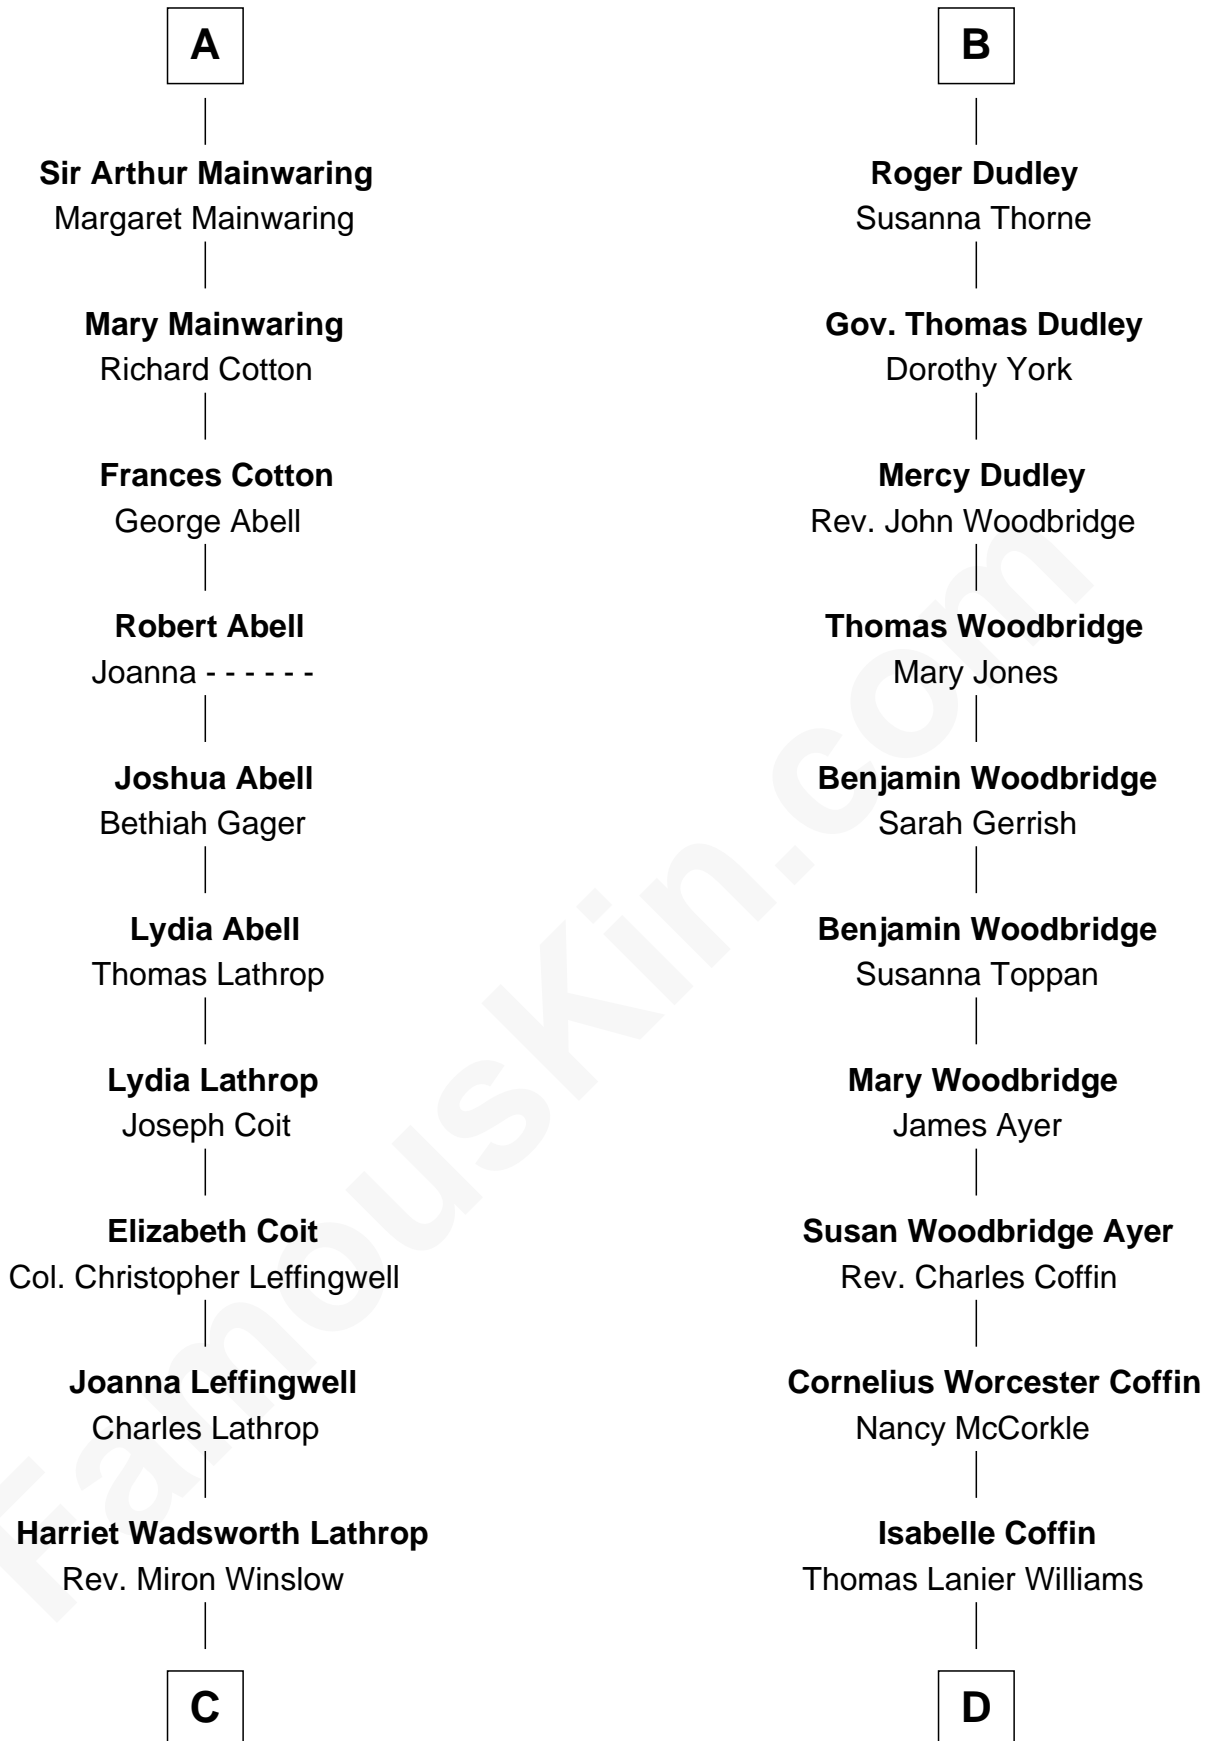 A
Sir Arthur Mainwaring
Margaret Mainwaring
Mary Mainwaring
Richard Cotton
Frances Cotton
George Abell
Robert Abell
Joanna - - - - - -
Joshua Abell
Bethiah Gager
Lydia Abell
Thomas Lathrop
Lydia Lathrop
Joseph Coit
Elizabeth Coit
Col. Christopher Leffingwell
Joanna Leffingwell
Charles Lathrop
Harriet Wadsworth Lathrop
Rev. Miron Winslow
C
B
Roger Dudley
Susanna Thorne
Gov. Thomas Dudley
Dorothy York
Mercy Dudley
Rev. John Woodbridge
Thomas Woodbridge
Mary Jones
Benjamin Woodbridge
Sarah Gerrish
Benjamin Woodbridge
Susanna Toppan
Mary Woodbridge
James Ayer
Susan Woodbridge Ayer
Rev. Charles Coffin
Cornelius Worcester Coffin
Nancy McCorkle
Isabelle Coffin
Thomas Lanier Williams
D
FamousKin.com